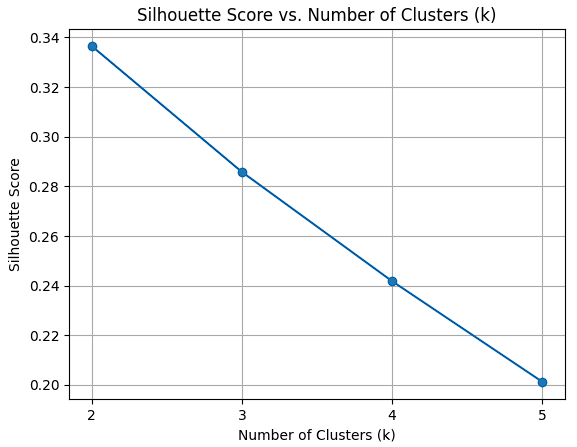 Silhouette Score vs. Number of Clusters (k)
0.34
0.32
0.30
0.28
0.26
0.24
0.22
0.20
Silhouette Score
2 3 4 5
Number of Clusters (k)